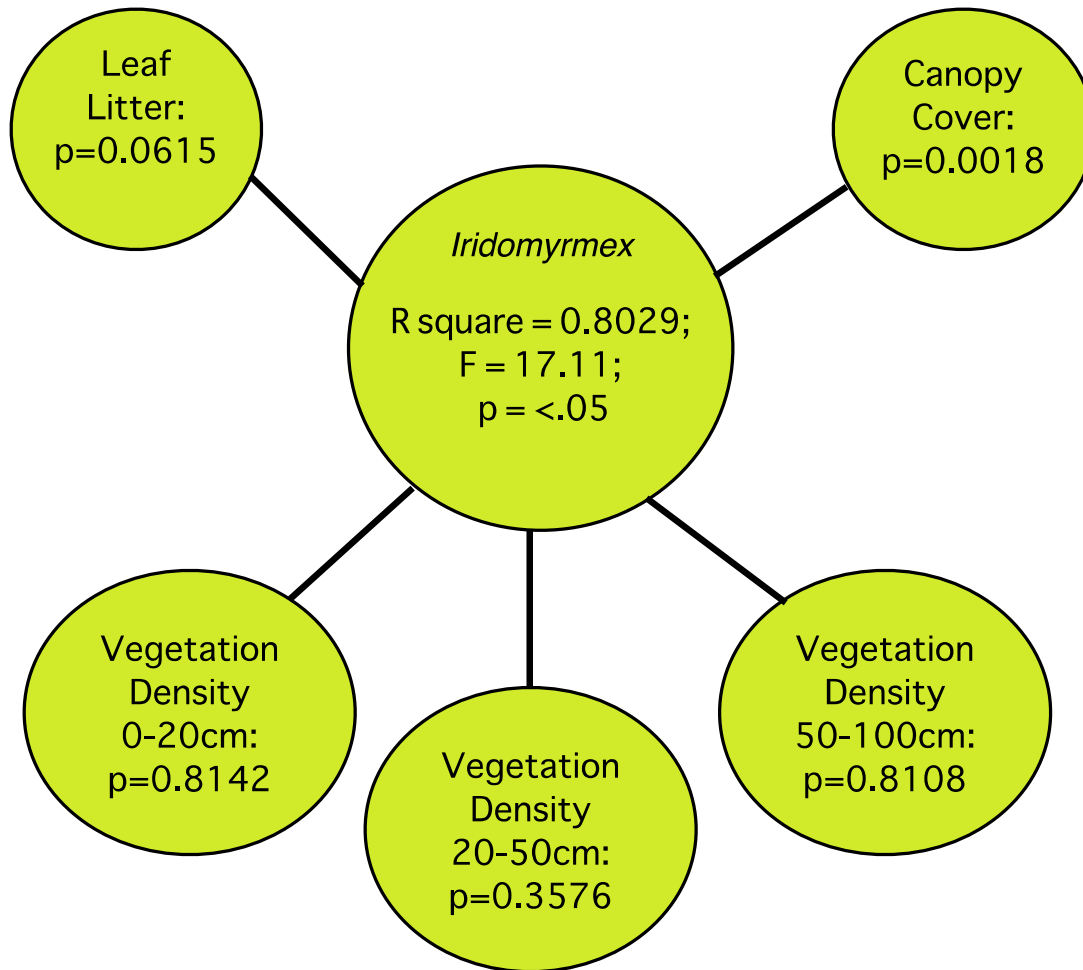 Leaf
Litter:
p=0.0615
Canopy
Cover:
p=0.0018
Iridomyrmex
R square = 0.8029;
F = 17.11;
p = <.05
Vegetation
Density
0-20cm:
p=0.8142
Vegetation
Density
20-50cm:
p=0.3576
Vegetation
Density
50-100cm:
p=0.8108